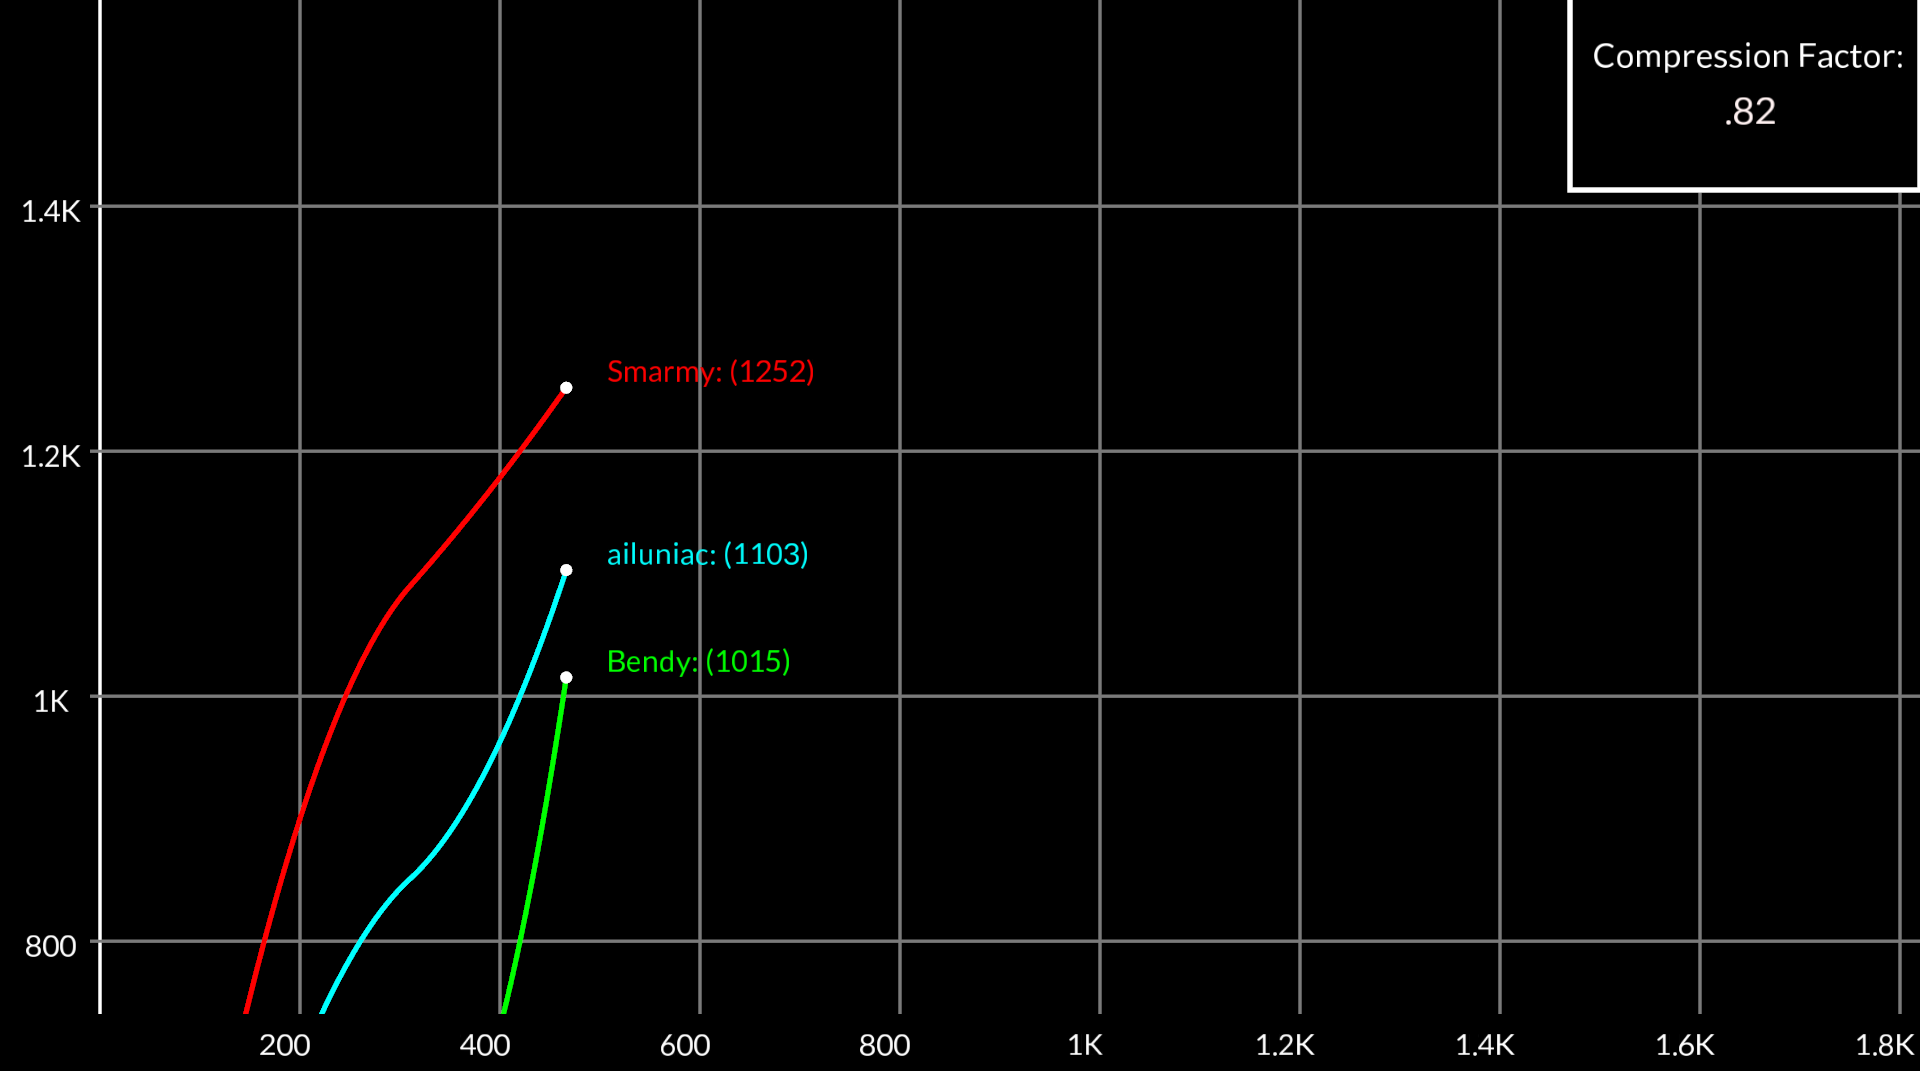 Compression Factor:
.82
1.4K
Smarmy: (1252)
1.2K
ailuniac: (1103)
Bendy: (1015)
1K
800
200 400 600 800 1K 1.2K 1.4K 1.6K 1.8K